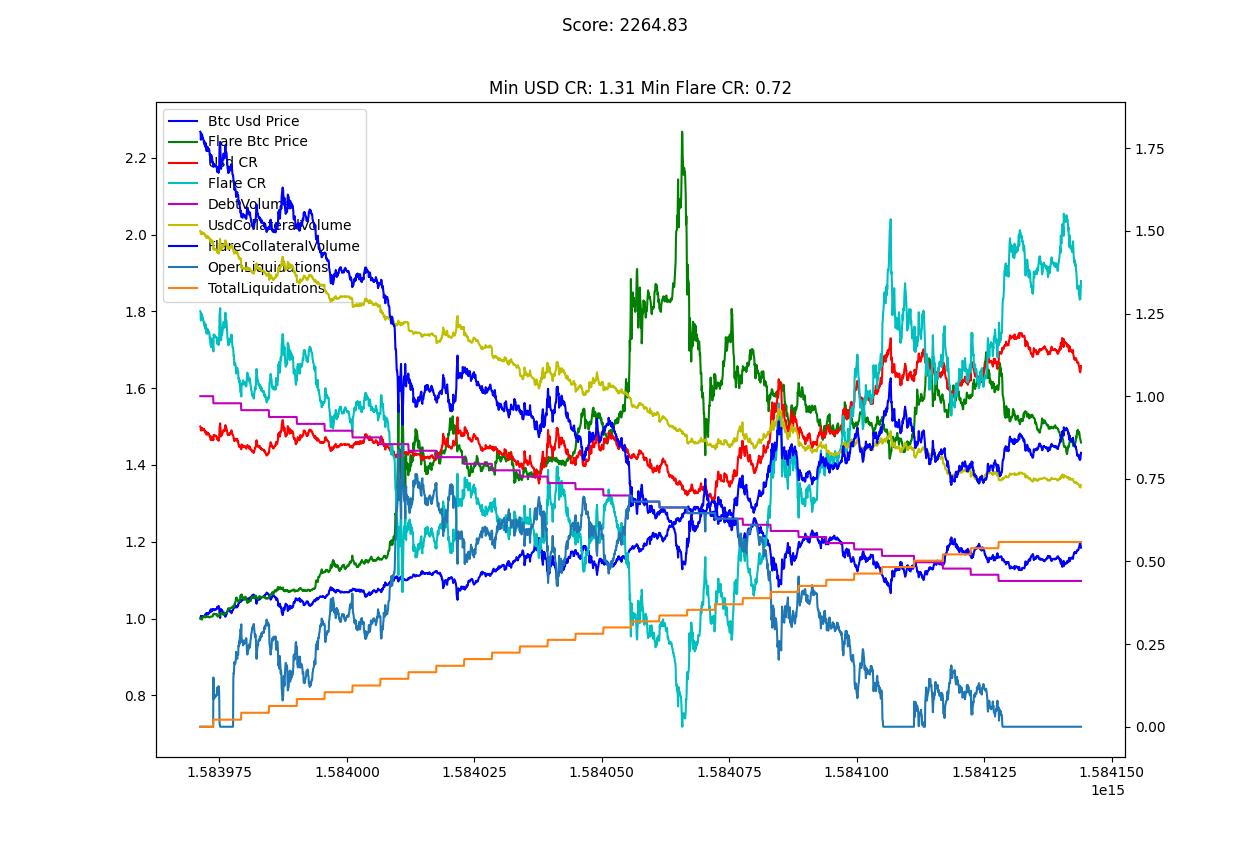 Score: 2264.83
Min USD CR: 1.31 Min Flare CR: 0.72
Btc Usd Price
Flare Btc Price
Usd CR
Flare CR
DebtVolume
UsdCollateralVolume
FlareCollateralVolume
OpenLiquidations
TotalLiquidations
2.2
2.0
1.8
1.6
1.4
1.2
1.0
0.8
1.75
1.50
1.25
1.00
0.75
0.50
0.25
0.00
1.583975 1.584000 1.584025 1.584050 1.584075 1.584100 1.584125 1.584150
1e15